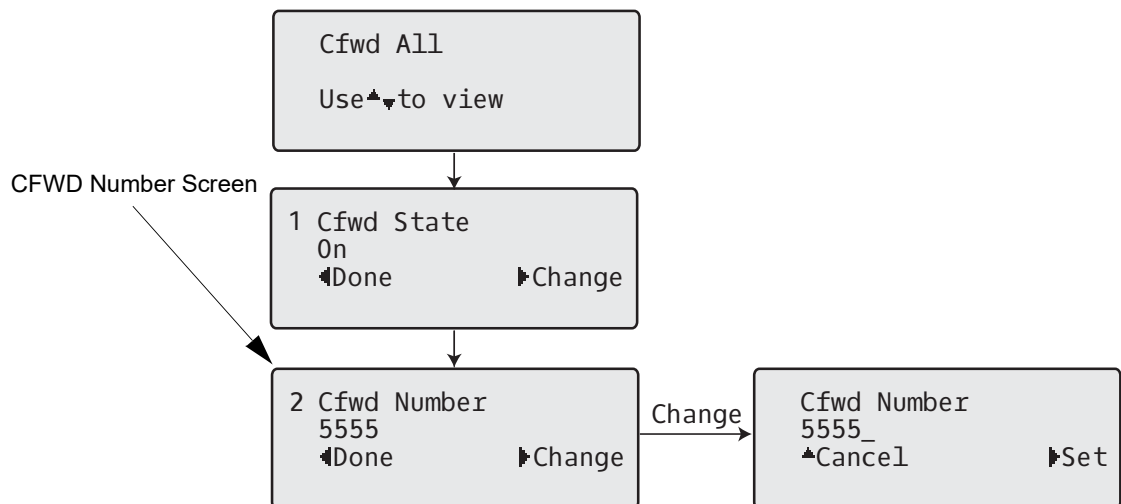 Cfwd All
Use▲▼to view
CFWD Number Screen
1 Cfwd State
On
◀Done ▶Change
2 Cfwd Number
5555
◀Done ▶Change
Change
Cfwd Number
5555_
▲Cancel ▶Set